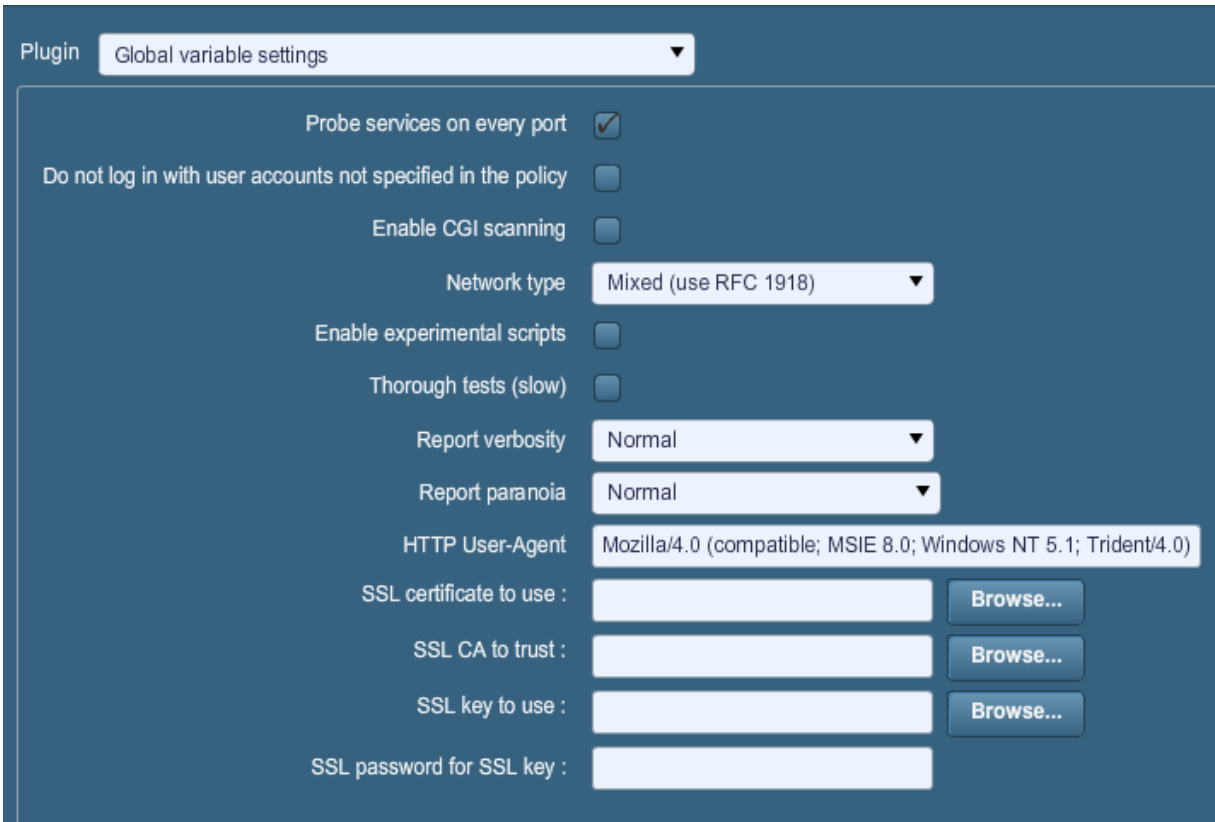 Plugin Global variable settings
Probe services on every port
Do not log in with user accounts not specified in the policy
Enable CGI scanning
Network type Mixed (use RFC 1918)
Enable experimental scripts
Thorough tests (slow)
Report verbosity Normal
Report paranoia Normal
HTTP User-Agent Mozilla/4.0 (compatible; MSIE 8.0; Windows NT 5.1; Trident/4.0)
SSL certificate to use : Browse...
SSL CA to trust : Browse...
SSL key to use : Browse...
SSL password for SSL key :